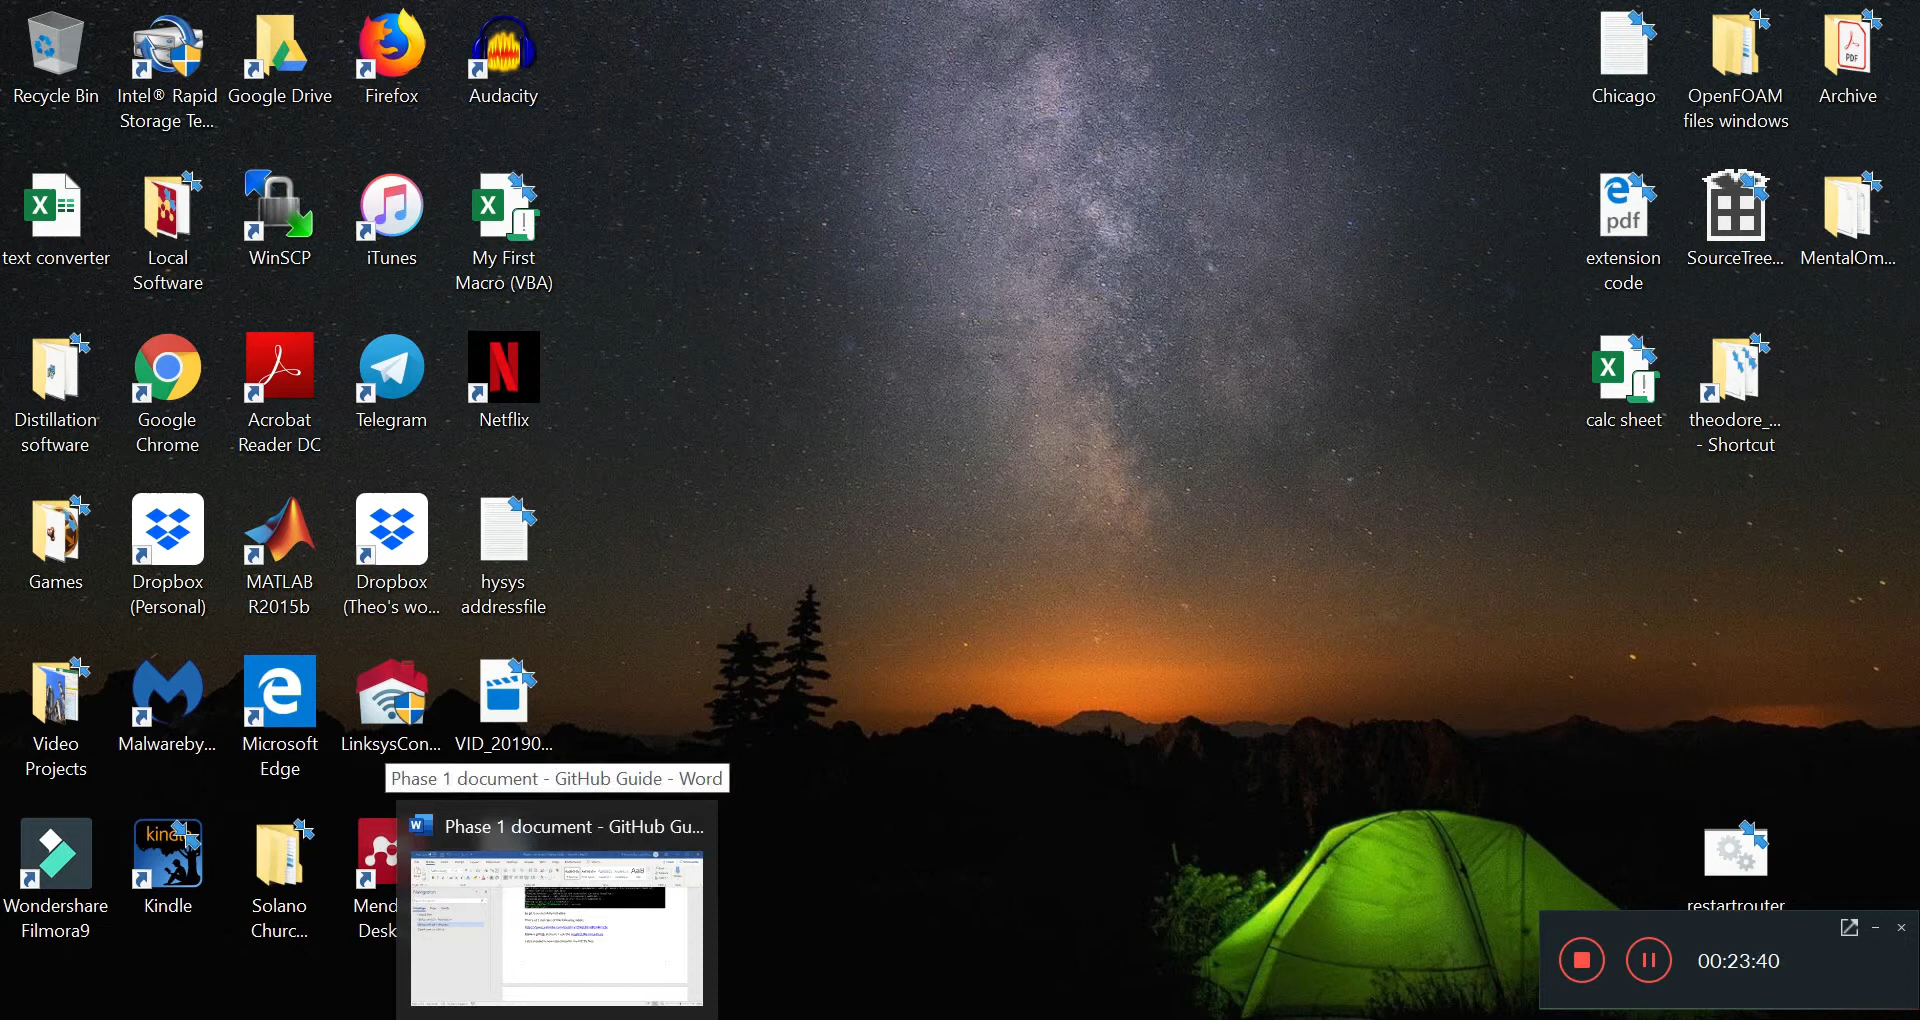 Recycle Bin
Intel® Rapid
Storage Te...
Google Drive
Firefox
Audacity
Chicago
OpenFOAM
files windows
PDF
Archive
text converter
Local
Software
WinSCP
iTunes
My First
Macro (VBA)
pdf
extension
code
SourceTree...
MentalOm...
Distillation
software
Google
Chrome
Acrobat
Reader DC
Telegram
Netflix
calc sheet
theodore_...
- Shortcut
Games
Dropbox
(Personal)
MATLAB
R2015b
Dropbox
(Theo's wo...
hysys
addressfile
Video
Projects
Malwareby...
Microsoft
Edge
LinksysCon...
VID_20190...
Phase 1 document - GitHub Guide - Word
Phase 1 document - GitHub Gu...
Wondershare
Filmora9
Kindle
Solano
Churc...
Mend
Desk
restartrouter
00:23:40